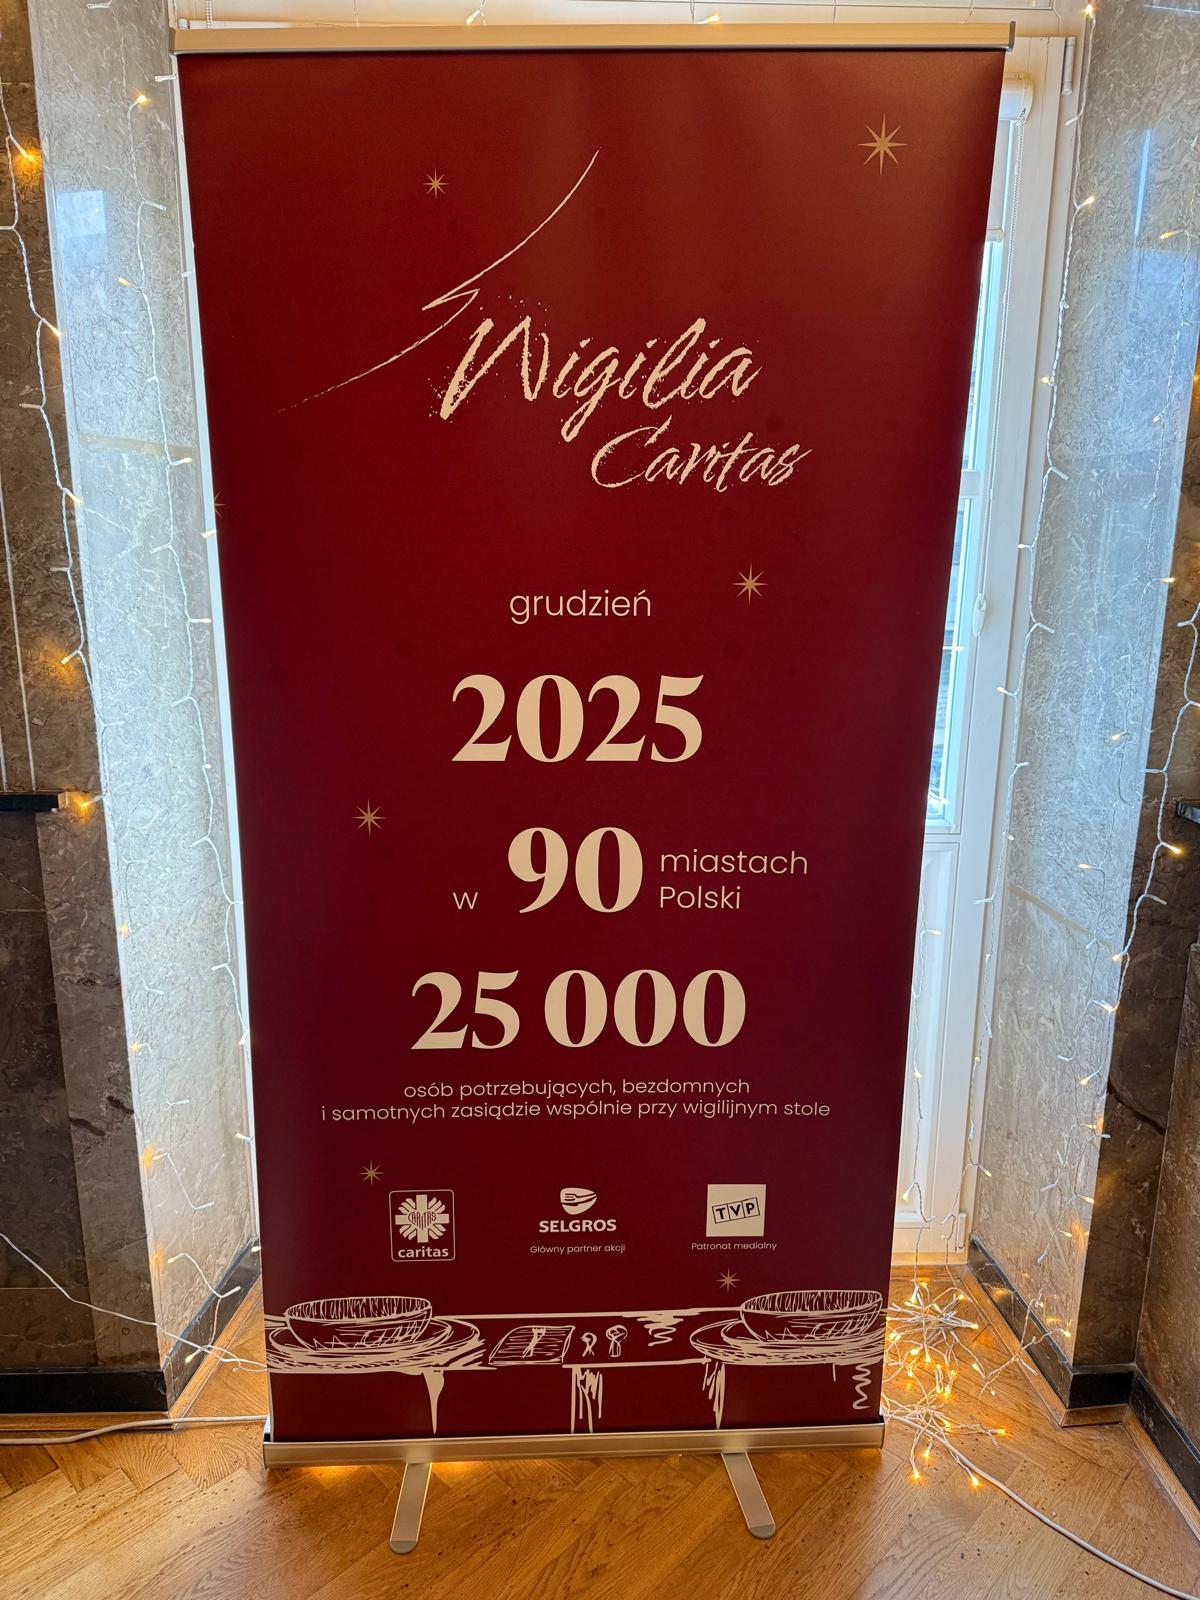 Wigilia
Caritas
grudzień
2025
w 90 miastach
Polski
25 000
osób potrzebujących, bezdomnych
i samotnych zasiądzie wspólnie przy wigilijnym stole
CARITAS
caritas
SELGROS
Główny partner akcji
TVP
Patronat medialny